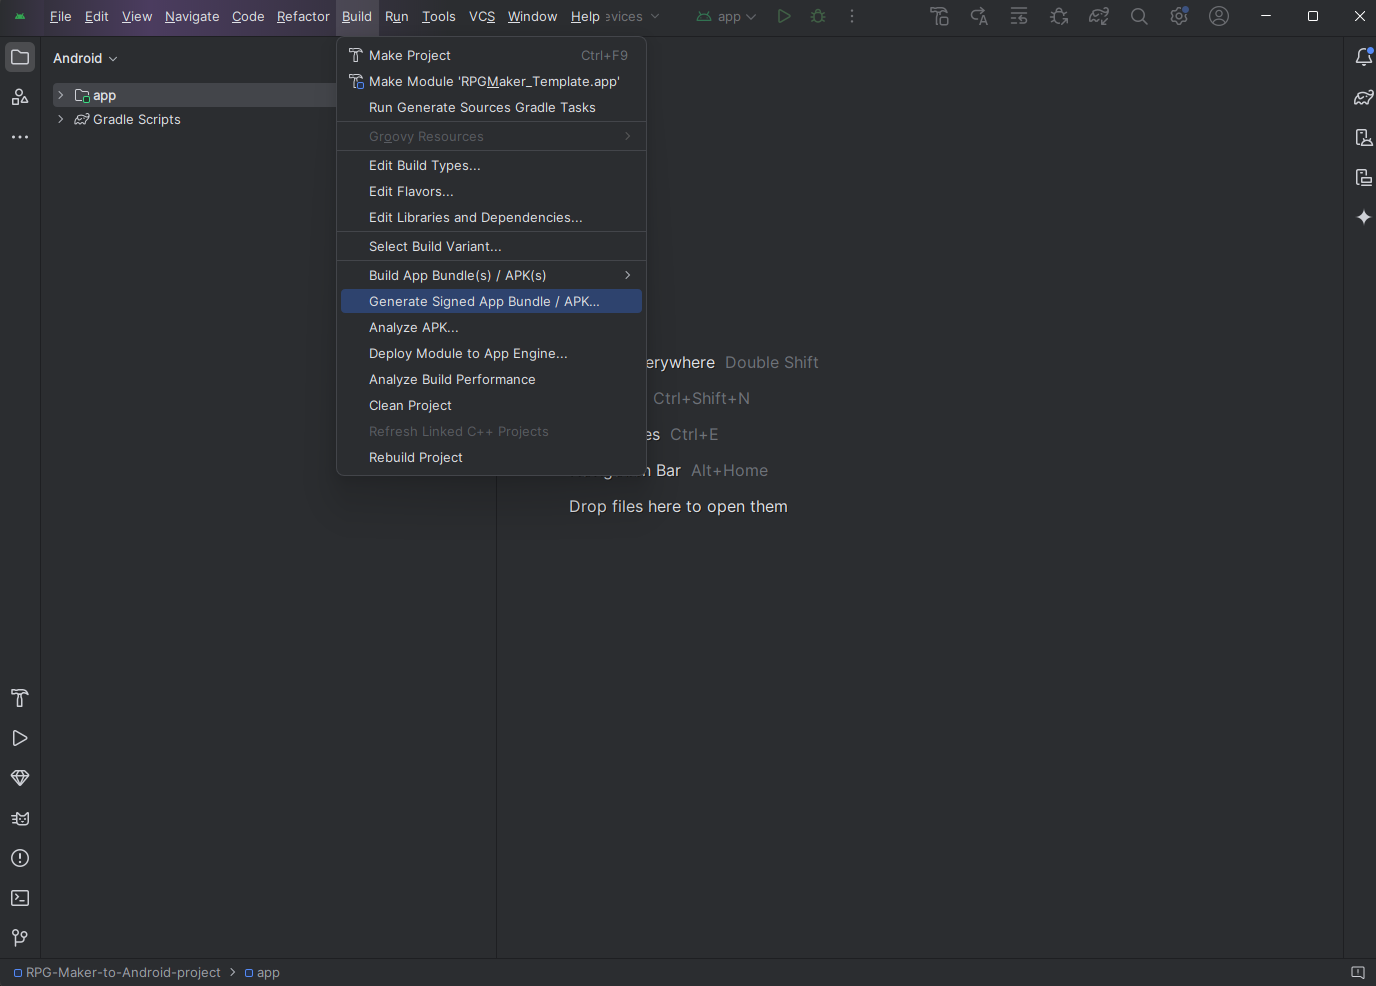 File Edit View Navigate Code Refactor Build Run Tools VCS Window Help evices app
Android
app
Gradle Scripts
Make Project Ctrl+F9
Make Module 'RPGMaker_Template.app'
Run Generate Sources Gradle Tasks
Groovy Resources
Edit Build Types...
Edit Flavors...
Edit Libraries and Dependencies...
Select Build Variant...
Build App Bundle(s) / APK(s)
Generate Signed App Bundle / APK...
Analyze APK...
Deploy Module to App Engine...
Analyze Build Performance
Clean Project
Refresh Linked C++ Projects
Rebuild Project
erywhere Double Shift
Ctrl+Shift+N
es Ctrl+E
n Bar Alt+Home
Drop files here to open them
RPG-Maker-to-Android-project > app